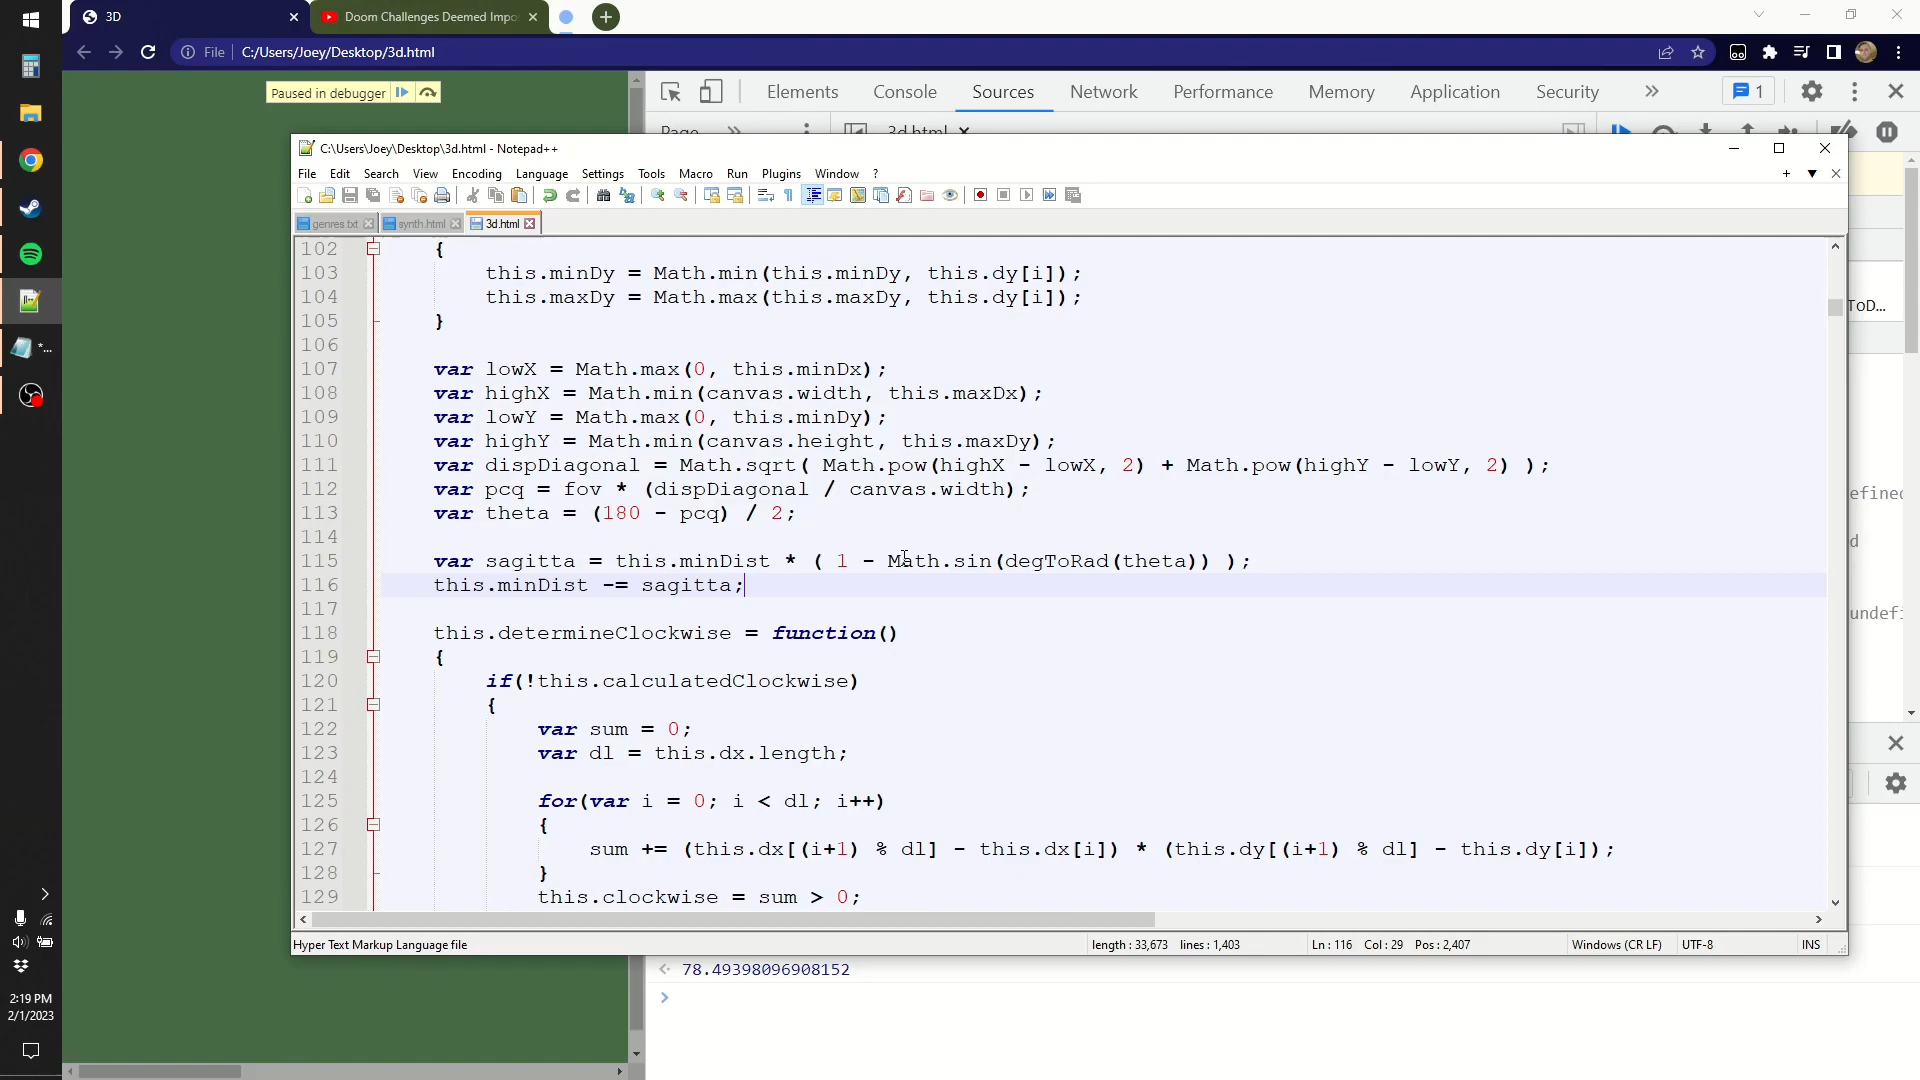 3D
Doom Challenges Deemed Impo
File
C:/Users/Joey/Desktop/3d.html
Paused in debugger
Elements Console Sources Network Performance Memory Application Security » 1
Page » 3d.html
C:\Users\Joey\Desktop\3d.html - Notepad++
File Edit Search View Encoding Language Settings Tools Macro Run Plugins Window ?
genres.txt synth.html 3d.html
102 {
103 this.minDy = Math.min(this.minDy, this.dy[i]);
104 this.maxDy = Math.max(this.maxDy, this.dy[i]);
105 }
106
107 var lowX = Math.max(0, this.minDx);
108 var highX = Math.min(canvas.width, this.maxDx);
109 var lowY = Math.max(0, this.minDy);
110 var highY = Math.min(canvas.height, this.maxDy);
111 var dispDiagonal = Math.sqrt( Math.pow(highX - lowX, 2) + Math.pow(highY - lowY, 2) );
112 var pcq = fov * (dispDiagonal / canvas.width);
113 var theta = (180 - pcq) / 2;
114
115 var sagitta = this.minDist * ( 1 - Math.sin(degToRad(theta)) );
116 this.minDist -= sagitta;
117
118 this.determineClockwise = function()
119 {
120 if(!this.calculatedClockwise)
121 {
122 var sum = 0;
123 var dl = this.dx.length;
124
125 for(var i = 0; i < dl; i++)
126 {
127 sum += (this.dx[(i+1) % dl] - this.dx[i]) * (this.dy[(i+1) % dl] - this.dy[i]);
128 }
129 this.clockwise = sum > 0;
ToD...
efined
d
undefi
Hyper Text Markup Language file length : 33,673 lines : 1,403 Ln : 116 Col : 29 Pos : 2,407 Windows (CR LF) UTF-8 INS
78.49398096908152
2:19 PM
2/1/2023